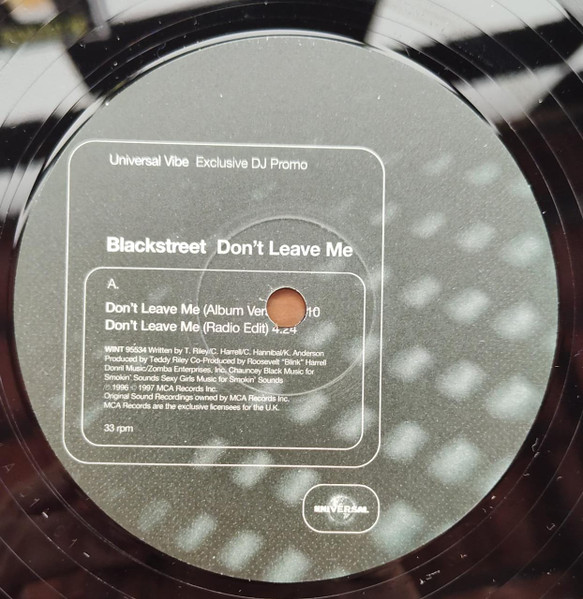 Universal Vibe Exclusive DJ Promo
Blackstreet Don't Leave Me
A.
Don't Leave Me (Album 10
Don't Leave Me (Radio Edit) 4.24
WINT 95534 Written by T. Riley/C. Harrell/C. Hannibal/K. Anderson
Produced by Teddy Riley Co-Produced by Roosevelt "Blink" Harrell
Donril Music/Zomba Enterprises, Inc. Chauncey Black Music for
Smokin' Sounds Sexy Girls Music for Smokin' Sounds
℗ 1996 © 1997 MCA Records Inc.
Original Sound Recordings owned by MCA Records Inc.
MCA Records are the exclusive licensees for the U.K.
33 rpm
UNIVERSAL